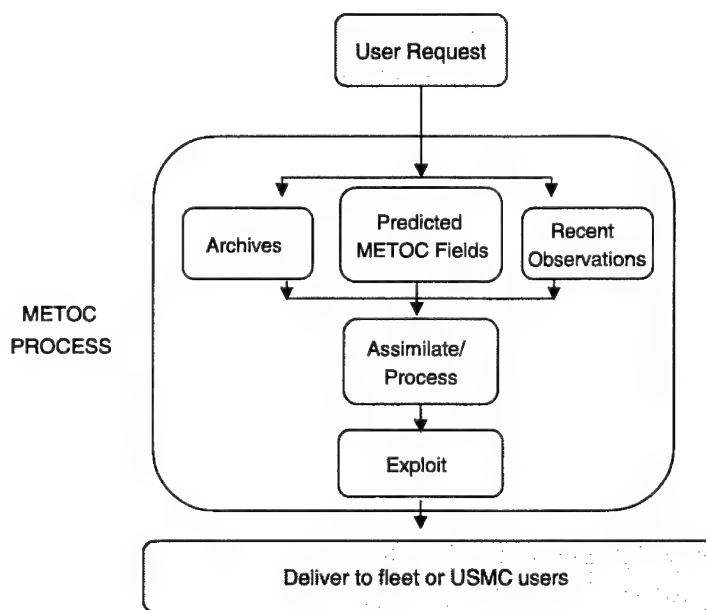 User Request
Archives
Predicted
METOC Fields
Recent
Observations
METOC
PROCESS
Assimilate/
Process
Exploit
Deliver to fleet or USMC users